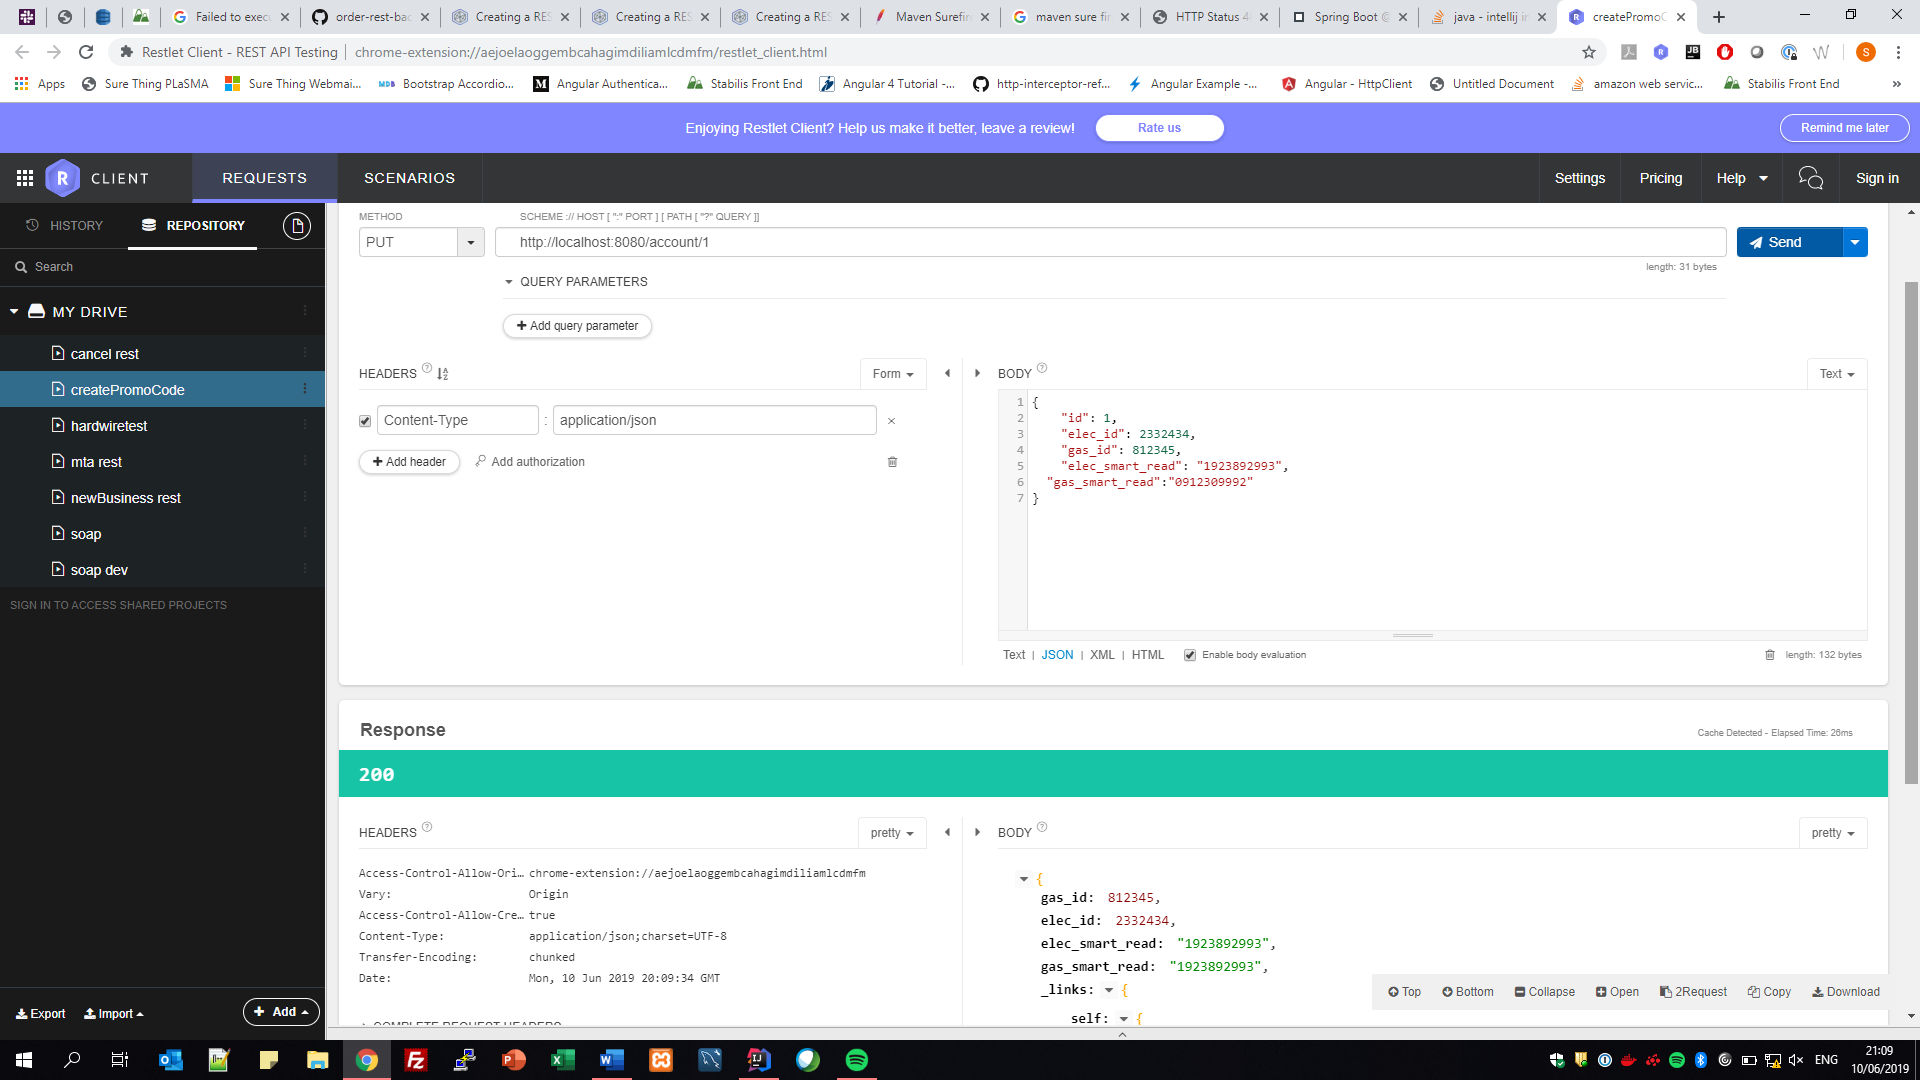 Failed to exec
order-rest-bac
Creating a RES
Creating a RES
Creating a RES
Maven Surefir
maven sure fir
HTTP Status 4
Spring Boot @
java - intellij in
createPromoC
Restlet Client - REST API Testing
chrome-extension://aejoelaoggembcahagimdiliamlcdmfm/restlet_client.html
Apps
Sure Thing PLaSMA
Sure Thing Webmai...
Bootstrap Accordio...
Angular Authentica...
Stabilis Front End
Angular 4 Tutorial -...
http-interceptor-ref...
Angular Example -...
Angular - HttpClient
Untitled Document
amazon web servic...
Stabilis Front End
»
Enjoying Restlet Client? Help us make it better, leave a review!
Rate us
Remind me later
R CLIENT
REQUESTS
SCENARIOS
Settings
Pricing
Help
Sign in
HISTORY
REPOSITORY
Search
MY DRIVE
cancel rest
createPromoCode
hardwiretest
mta rest
newBusiness rest
soap
soap dev
SIGN IN TO ACCESS SHARED PROJECTS
Export
Import
+ Add
METHOD
SCHEME :// HOST [ ":" PORT ] [ PATH [ "?" QUERY ]]
PUT
http://localhost:8080/account/1
Send
length: 31 bytes
QUERY PARAMETERS
+ Add query parameter
HEADERS
Form
Content-Type : application/json
+ Add header
Add authorization
BODY
Text
1 {
2 "id": 1,
3 "elec_id": 2332434,
4 "gas_id": 812345,
5 "elec_smart_read": "1923892993",
6 "gas_smart_read":"0912309992"
7 }
Text | JSON | XML | HTML
Enable body evaluation
length: 132 bytes
Response
Cache Detected - Elapsed Time: 26ms
200
HEADERS
pretty
Access-Control-Allow-Ori... chrome-extension://aejoelaoggembcahagimdiliamlcdmfm
Vary: Origin
Access-Control-Allow-Cre... true
Content-Type: application/json;charset=UTF-8
Transfer-Encoding: chunked
Date: Mon, 10 Jun 2019 20:09:34 GMT
COMPLETE REQUEST HEADERS
BODY
pretty
{
gas_id: 812345,
elec_id: 2332434,
elec_smart_read: "1923892993",
gas_smart_read: "1923892993",
_links: {
self: {
Top
Bottom
Collapse
Open
2Request
Copy
Download
ENG
21:09
10/06/2019